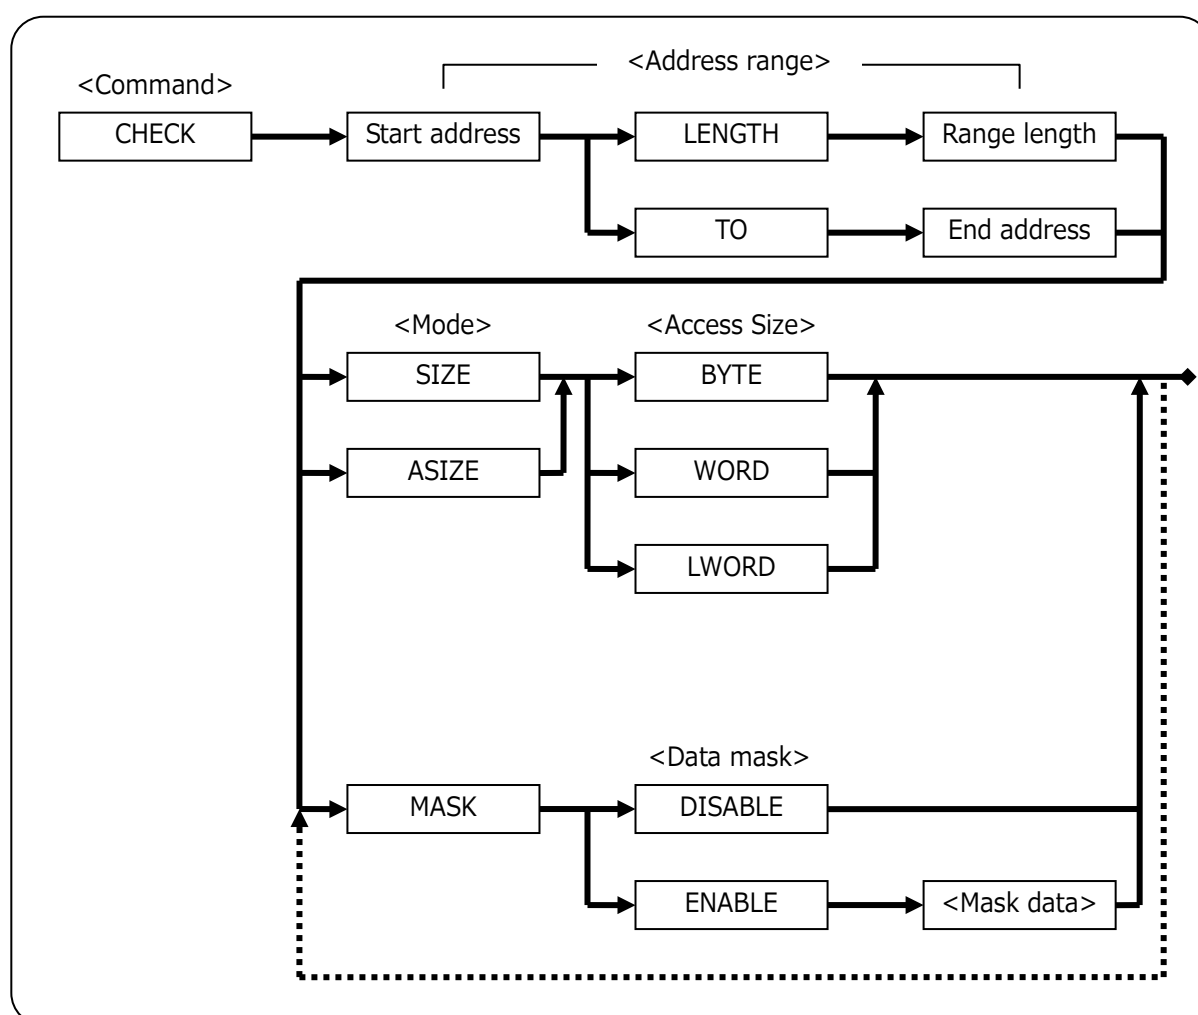 <Address range>
<Command>
CHECK Start address LENGTH Range length
TO End address
<Mode> <Access Size>
SIZE BYTE
ASIZE WORD
LWORD
<Data mask>
MASK DISABLE
ENABLE <Mask data>